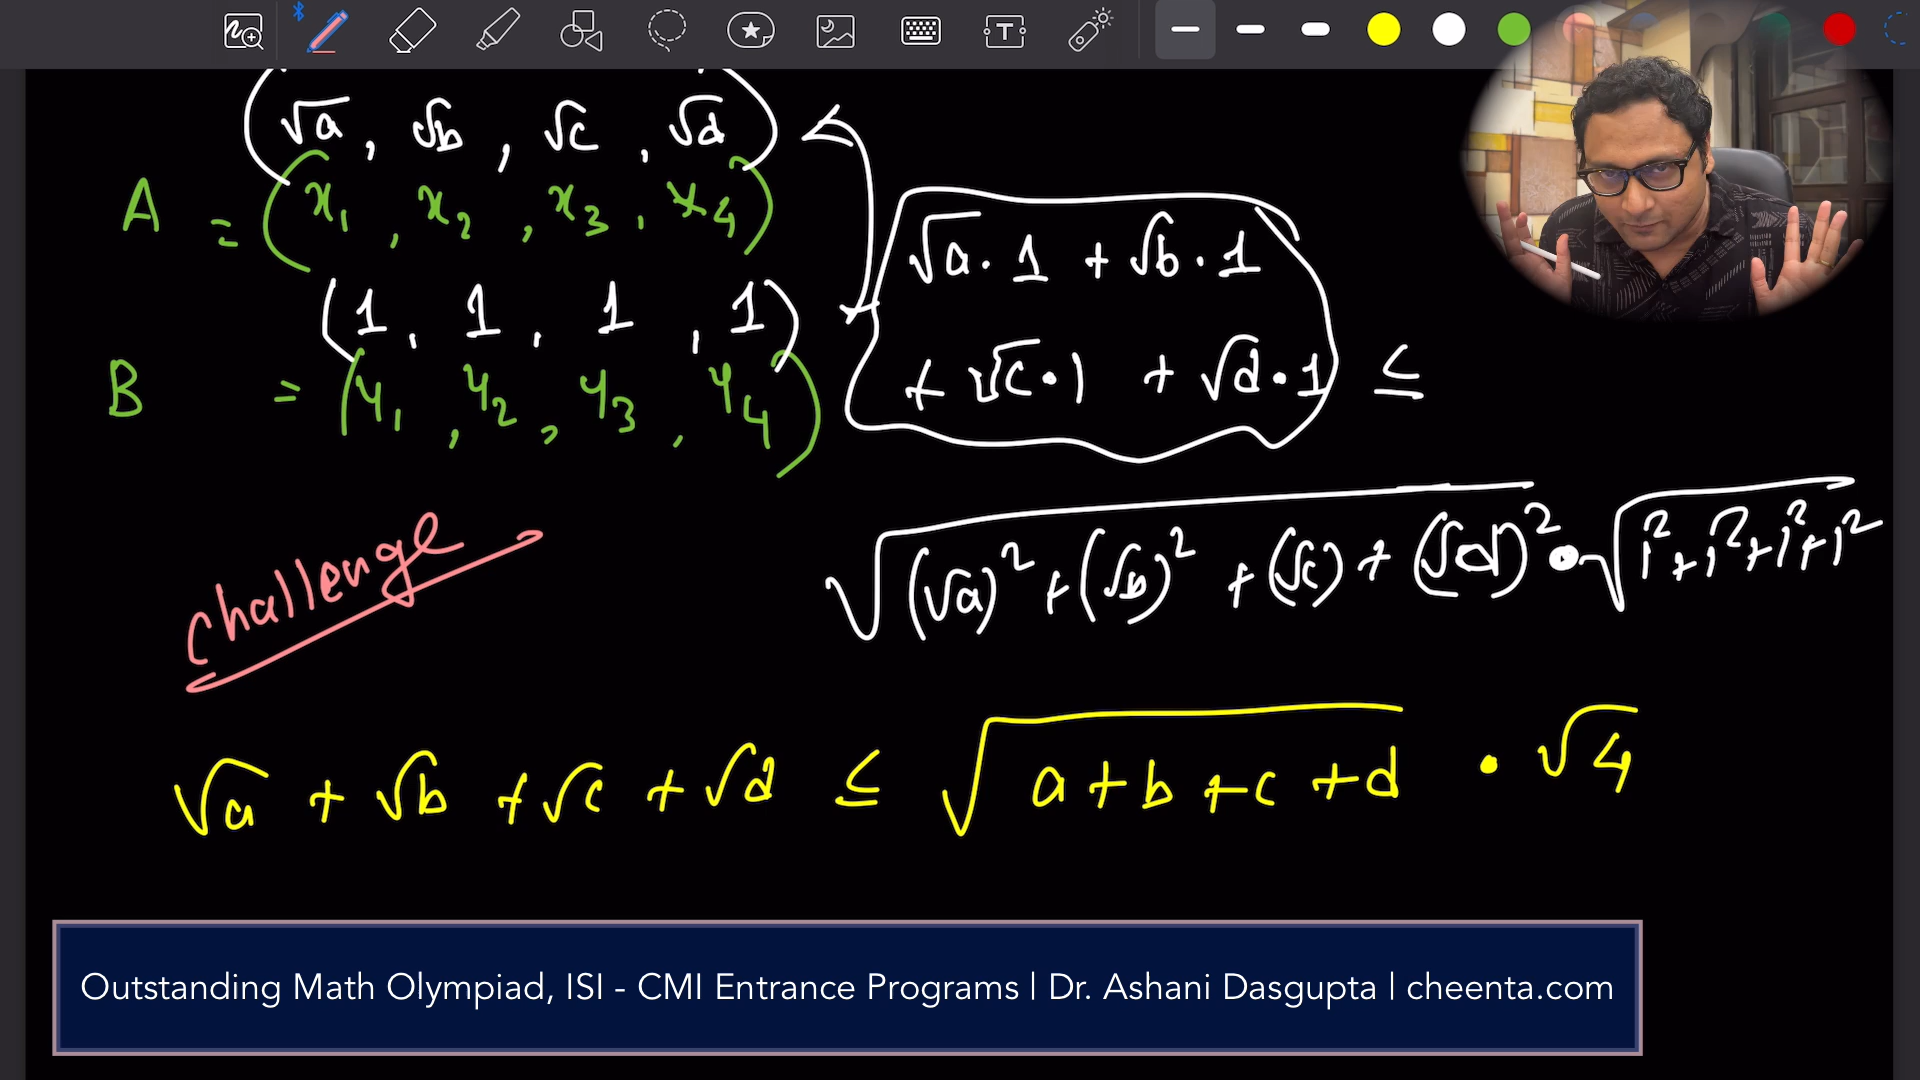 (√a, √b, √c, √d)
A = (x₁, x₂, x₃, x₄)
(1, 1, 1, 1)
B = (y₁, y₂, y₃, y₄)
√a · 1 + √b · 1
+ √c · 1 + √d · 1 ≤
√((√a)² + (√b)² + (√c) + (√d)²) · √(1² + 1² + 1² + 1²)
challenge
√a + √b + √c + √d ≤ √(a + b + c + d) · √4
Outstanding Math Olympiad, ISI - CMI Entrance Programs | Dr. Ashani Dasgupta | cheenta.com